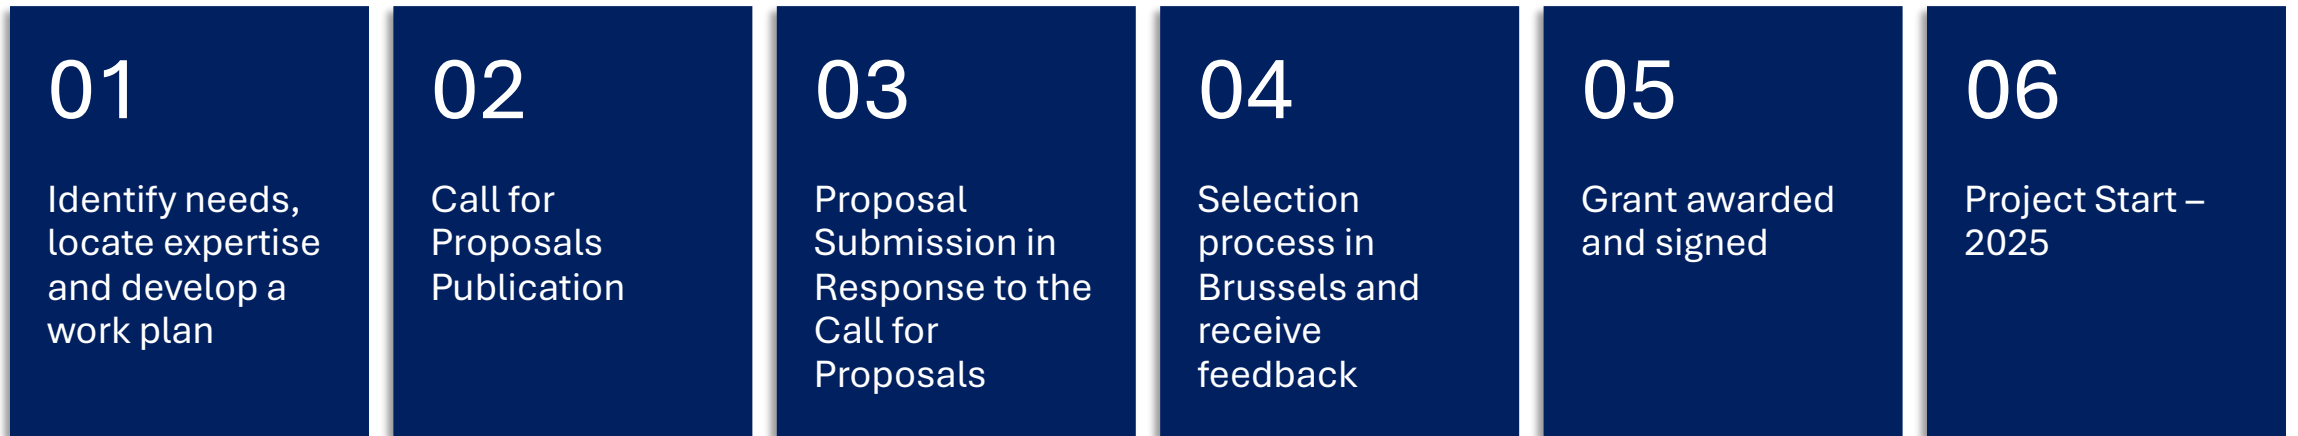 01
Identify needs,
locate expertise
and develop a
work plan
02
Call for
Proposals
Publication
03
Proposal
Submission in
Response to the
Call for
Proposals
04
Selection
process in
Brussels and
receive
feedback
05
Grant awarded
and signed
06
Project Start –
2025